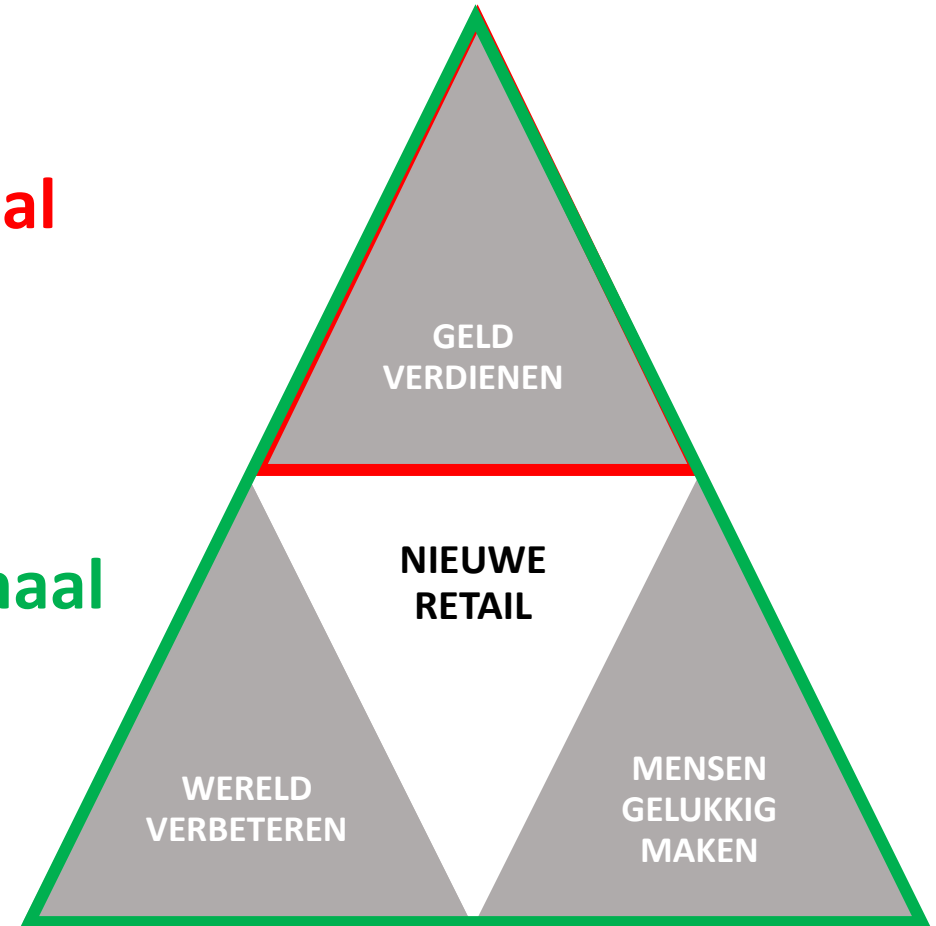 al
GELD
VERDIENEN
NIEUWE
RETAIL
naal
WERELD
VERBETEREN
MENSEN
GELUKKIG
MAKEN